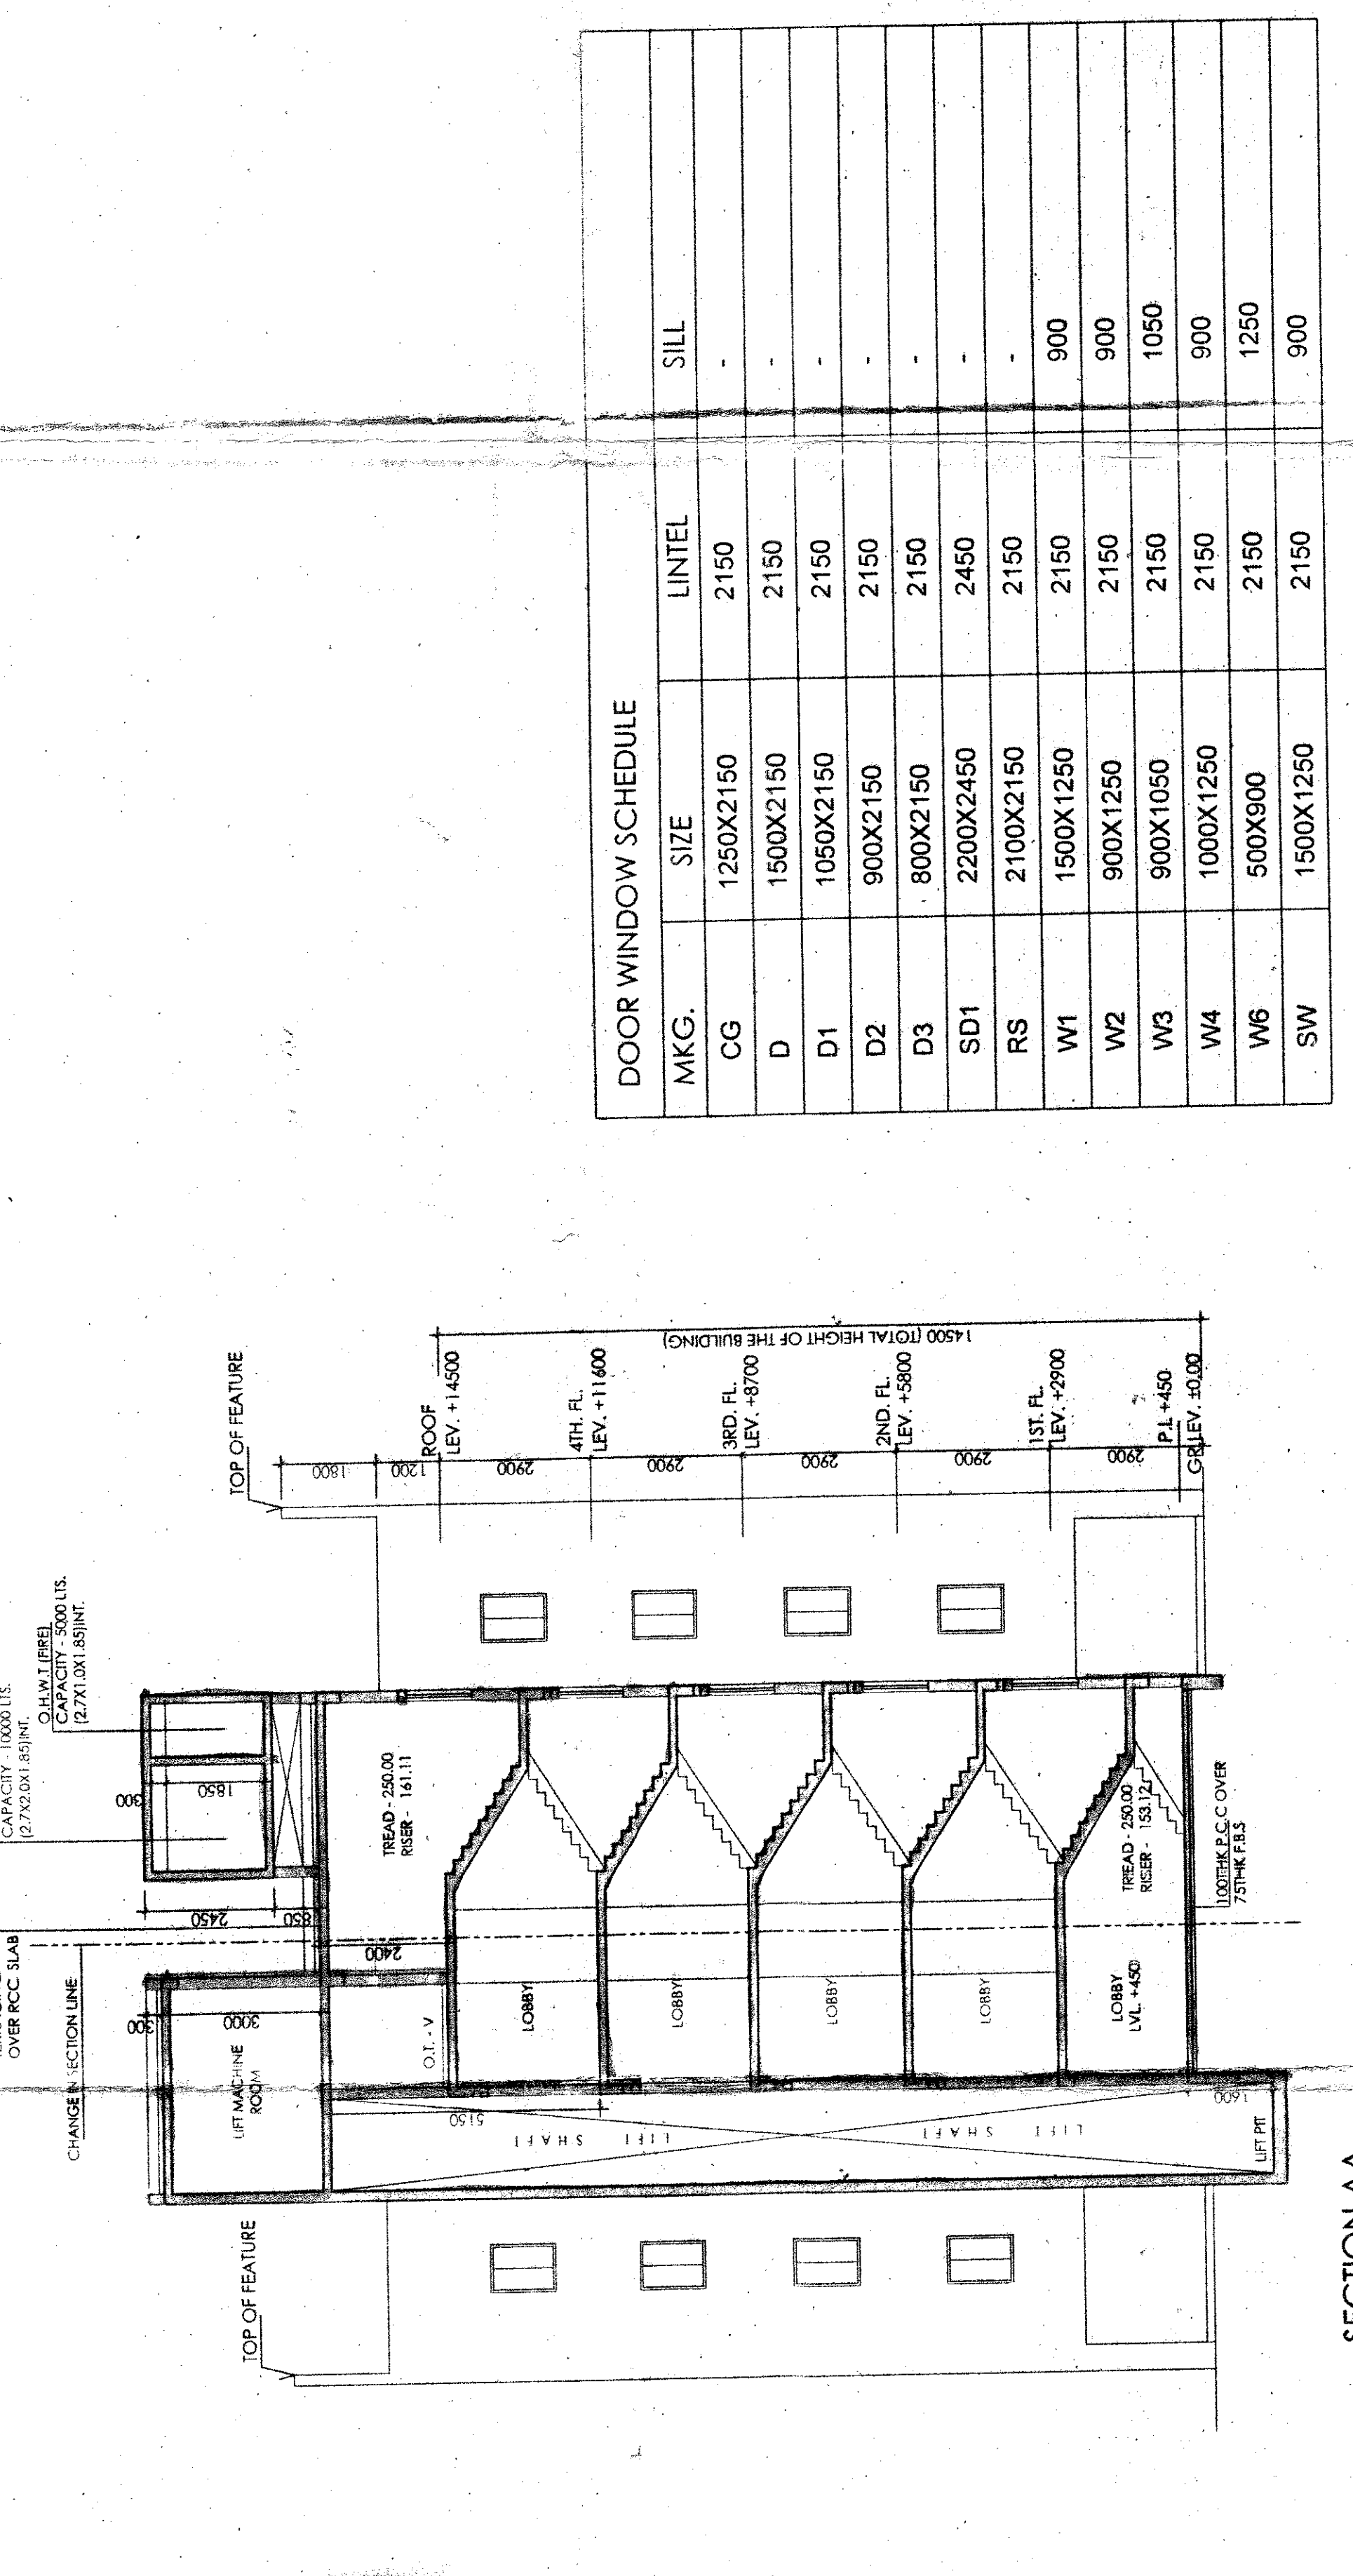 CAPACITY - 10000 LTS.
(2.7X2.0X1.85)INT.
O.H.W.T (FIRE)
CAPACITY - 5000 LTS.
(2.7X1.0X1.85)INT.
OVER RCC. SLAB
CHANGE IN SECTION LINE
TOP OF FEATURE
TOP OF FEATURE
300
3000
LIFT MACHINE
ROOM
2450
850
300
1850
2400
O.T. - V
5150
TREAD - 250.00
RISER - 161.11
LOBBY
LOBBY
LOBBY
LOBBY
LOBBY
LVL. +450
TREAD - 250.00
RISER - 153.12
LIFT SHAFT
LIFT SHAFT
LIFT PIT
1600
100THK P.C.C OVER
75THK F.B.S
1800
1200
2900
2900
2900
2900
2900
ROOF
LEV. +14500
4TH. FL.
LEV. +11600
3RD. FL.
LEV. +8700
2ND. FL.
LEV. +5800
1ST. FL.
LEV. +2900
P.L +450
GR.LEV. ±0.00
14500 (TOTAL HEIGHT OF THE BUILDING)
SECTION AA
DOOR WINDOW SCHEDULE
MKG. SIZE LINTEL SILL
CG 1250X2150 2150 -
D 1500X2150 2150 -
D1 1050X2150 2150 -
D2 900X2150 2150 -
D3 800X2150 2150 -
SD1 2200X2450 2450 -
RS 2100X2150 2150 -
W1 1500X1250 2150 900
W2 900X1250 2150 900
W3 900X1050 2150 1050
W4 1000X1250 2150 900
W6 500X900 2150 1250
SW 1500X1250 2150 900